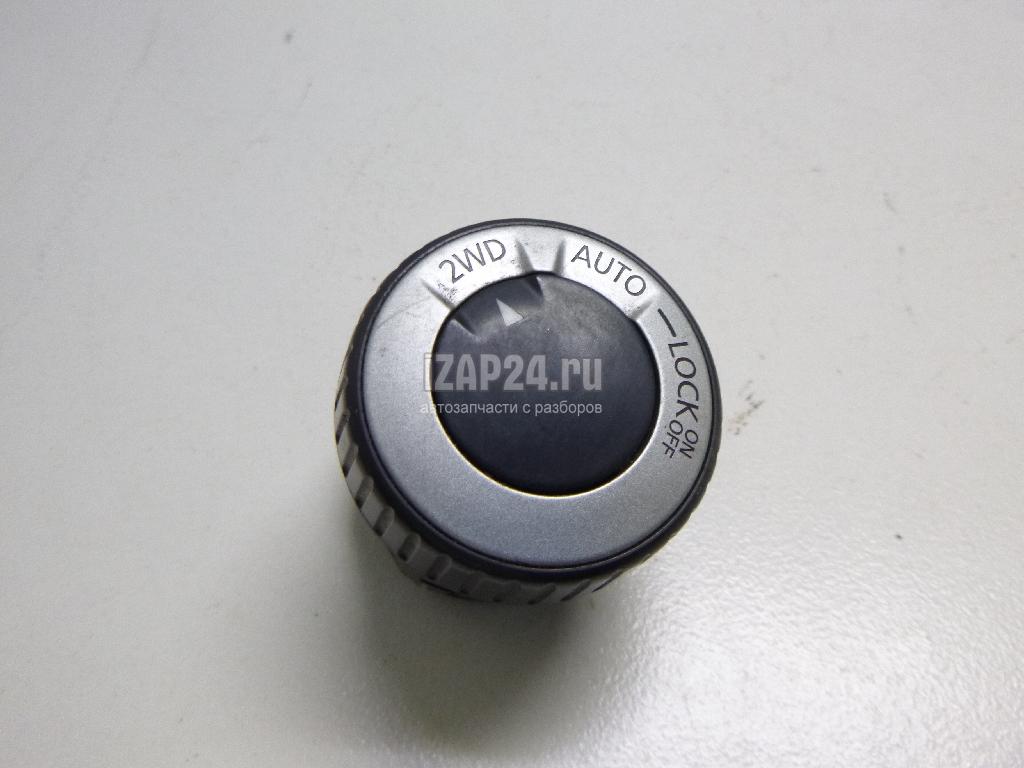 2WD
AUTO
LOCK ON
OFF
iZAP24.ru
автозапчасти с разборов